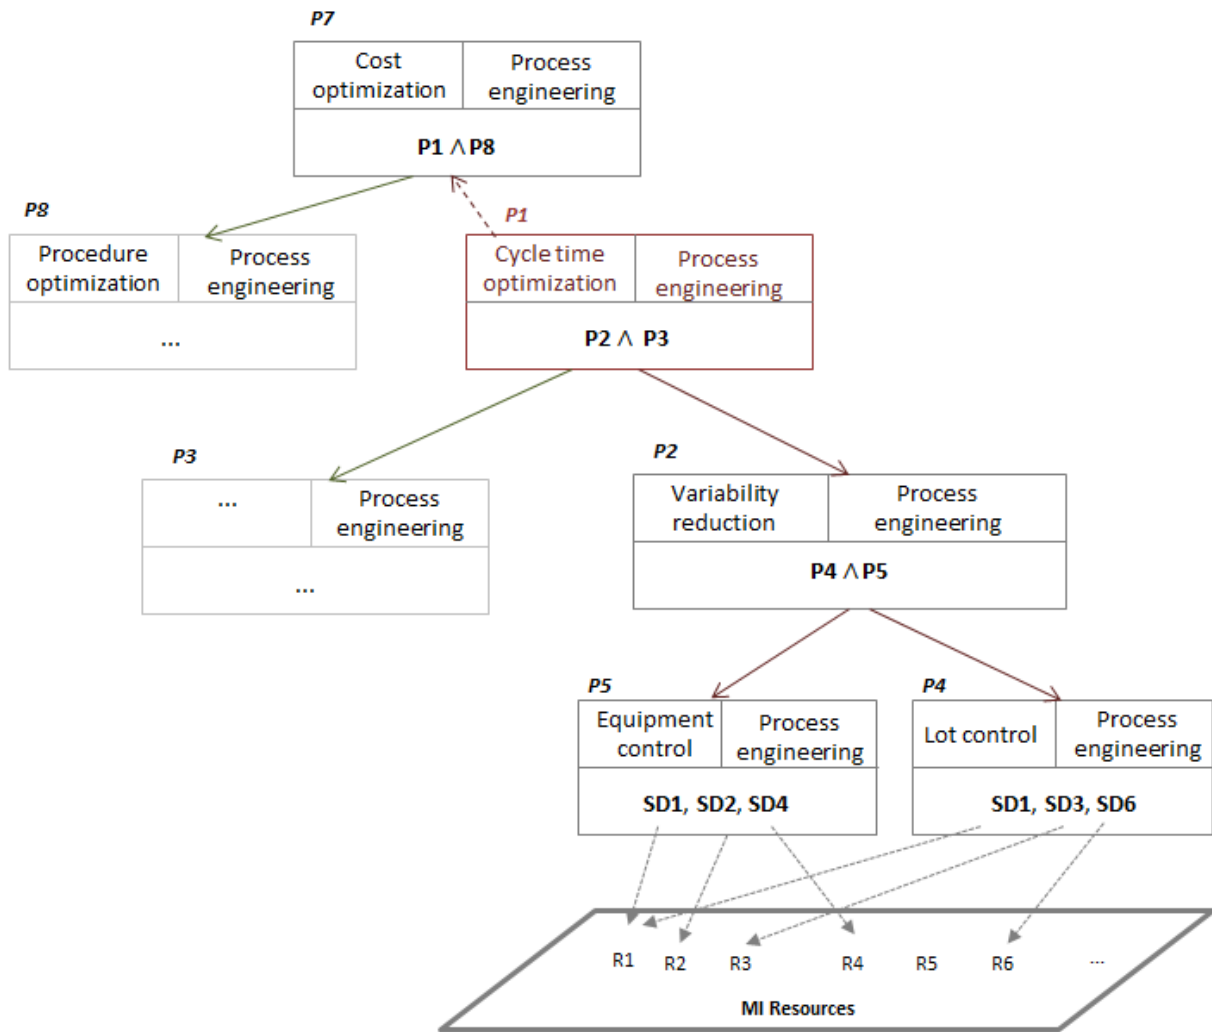 P7
Cost optimization
Process engineering
P1 ∧ P8
P8
Procedure optimization
Process engineering
...
P1
Cycle time optimization
Process engineering
P2 ∧ P3
P3
...
Process engineering
...
P2
Variability reduction
Process engineering
P4 ∧ P5
P5
Equipment control
Process engineering
SD1, SD2, SD4
P4
Lot control
Process engineering
SD1, SD3, SD6
R1 R2 R3 R4 R5 R6 ...
MI Resources